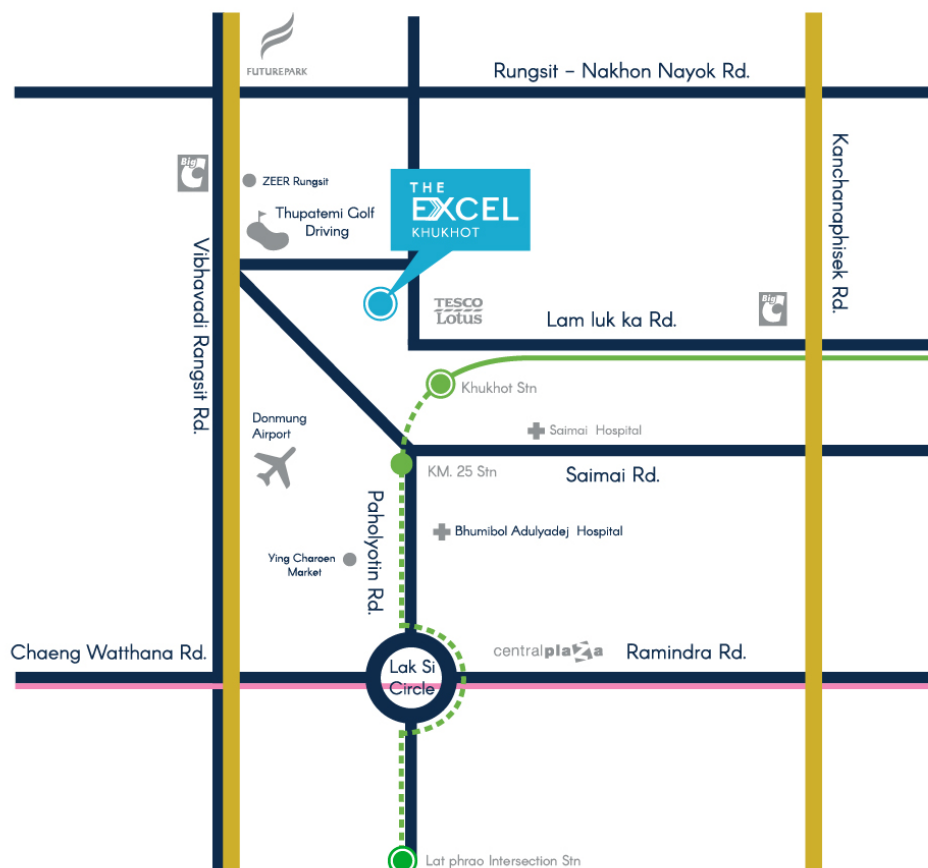 FUTUREPARK
Rungsit – Nakhon Nayok Rd.
Big C
ZEER Rungsit
THE
EXCEL
KHUKHOT
Thupatemi Golf
Driving
Kanchanaphisek Rd.
Vibhavadi Rangsit Rd.
TESCO
Lotus
Lam luk ka Rd.
Big C
Khukhot Stn
Donmung
Airport
Saimai Hospital
KM. 25 Stn
Saimai Rd.
Paholyotin Rd.
Bhumibol Adulyadej Hospital
Ying Charoen
Market
Chaeng Watthana Rd.
Lak Si
Circle
centralplaza
Ramindra Rd.
Lat phrao Intersection Stn